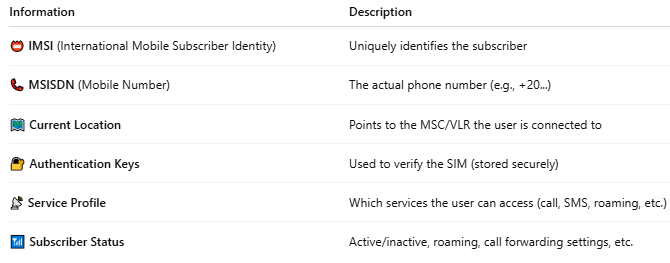 Information Description
IMSI (International Mobile Subscriber Identity) Uniquely identifies the subscriber
MSISDN (Mobile Number) The actual phone number (e.g., +20...)
Current Location Points to the MSC/VLR the user is connected to
Authentication Keys Used to verify the SIM (stored securely)
Service Profile Which services the user can access (call, SMS, roaming, etc.)
Subscriber Status Active/inactive, roaming, call forwarding settings, etc.